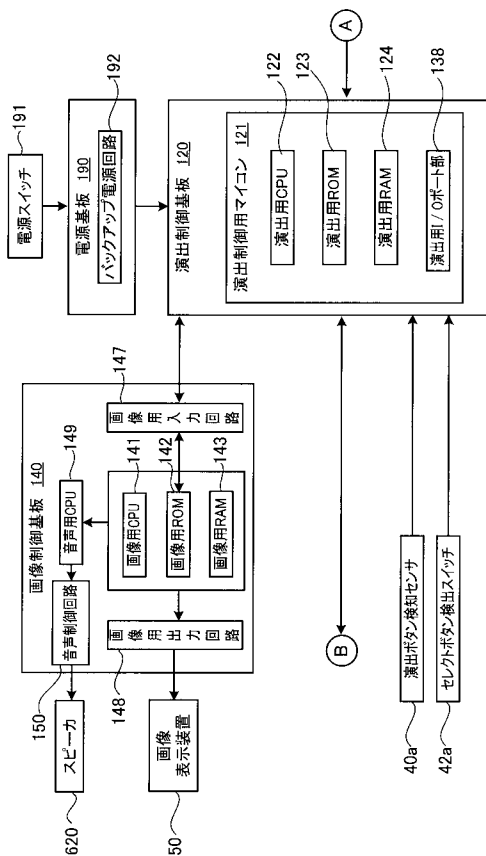 電源スイッチ
191
電源基板 190
バックアップ電源回路
192
演出制御基板 120
演出制御用マイコン 121
演出用CPU
122
演出用ROM
123
演出用RAM
124
演出用I/Oポート部
138
A
画像制御基板 140
音声用CPU
149
音声制御回路
150
画像用CPU
141
画像用ROM
142
画像用RAM
143
画像用入力回路
147
画像用出力回路
148
スピーカ
620
画像
表示装置
50
B
演出ボタン検知センサ
40a
セレクトボタン検出スイッチ
42a